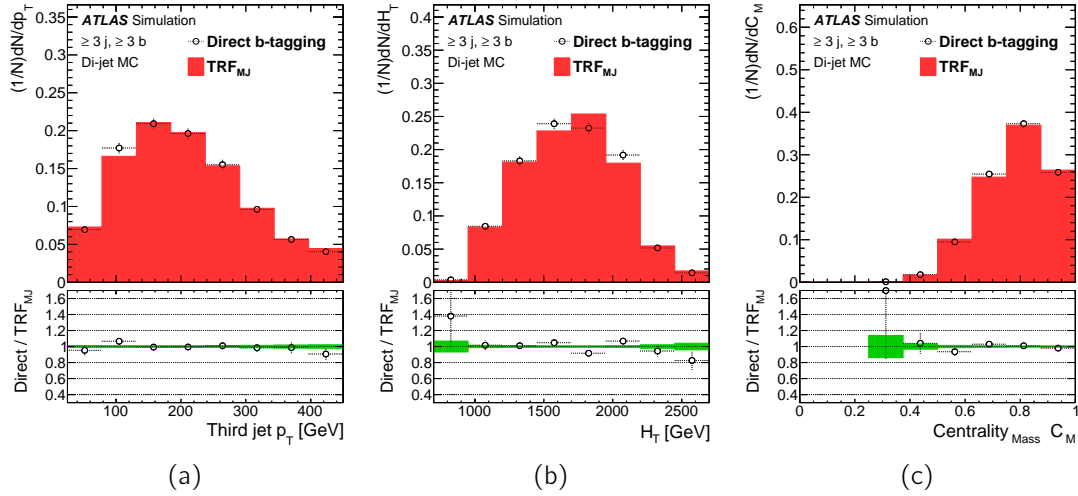 (1/N)dN/dp_T
ATLAS Simulation
≥ 3 j, ≥ 3 b
Di-jet MC
Direct b-tagging
TRF_MJ
0.35
0.3
0.25
0.2
0.15
0.1
0.05
0
Direct / TRF_MJ
1.6
1.4
1.2
1
0.8
0.6
0.4
100 200 300 400
Third jet p_T [GeV]
(a)
(1/N)dN/dH_T
ATLAS Simulation
≥ 3 j, ≥ 3 b
Di-jet MC
Direct b-tagging
TRF_MJ
0.4
0.35
0.3
0.25
0.2
0.15
0.1
0.05
0
Direct / TRF_MJ
1.6
1.4
1.2
1
0.8
0.6
0.4
1000 1500 2000 2500
H_T [GeV]
(b)
(1/N)dN/dC_M
ATLAS Simulation
≥ 3 j, ≥ 3 b
Di-jet MC
Direct b-tagging
TRF_MJ
0.6
0.5
0.4
0.3
0.2
0.1
0
Direct / TRF_MJ
1.6
1.4
1.2
1
0.8
0.6
0.4
0 0.2 0.4 0.6 0.8 1
Centrality_Mass C_M
(c)